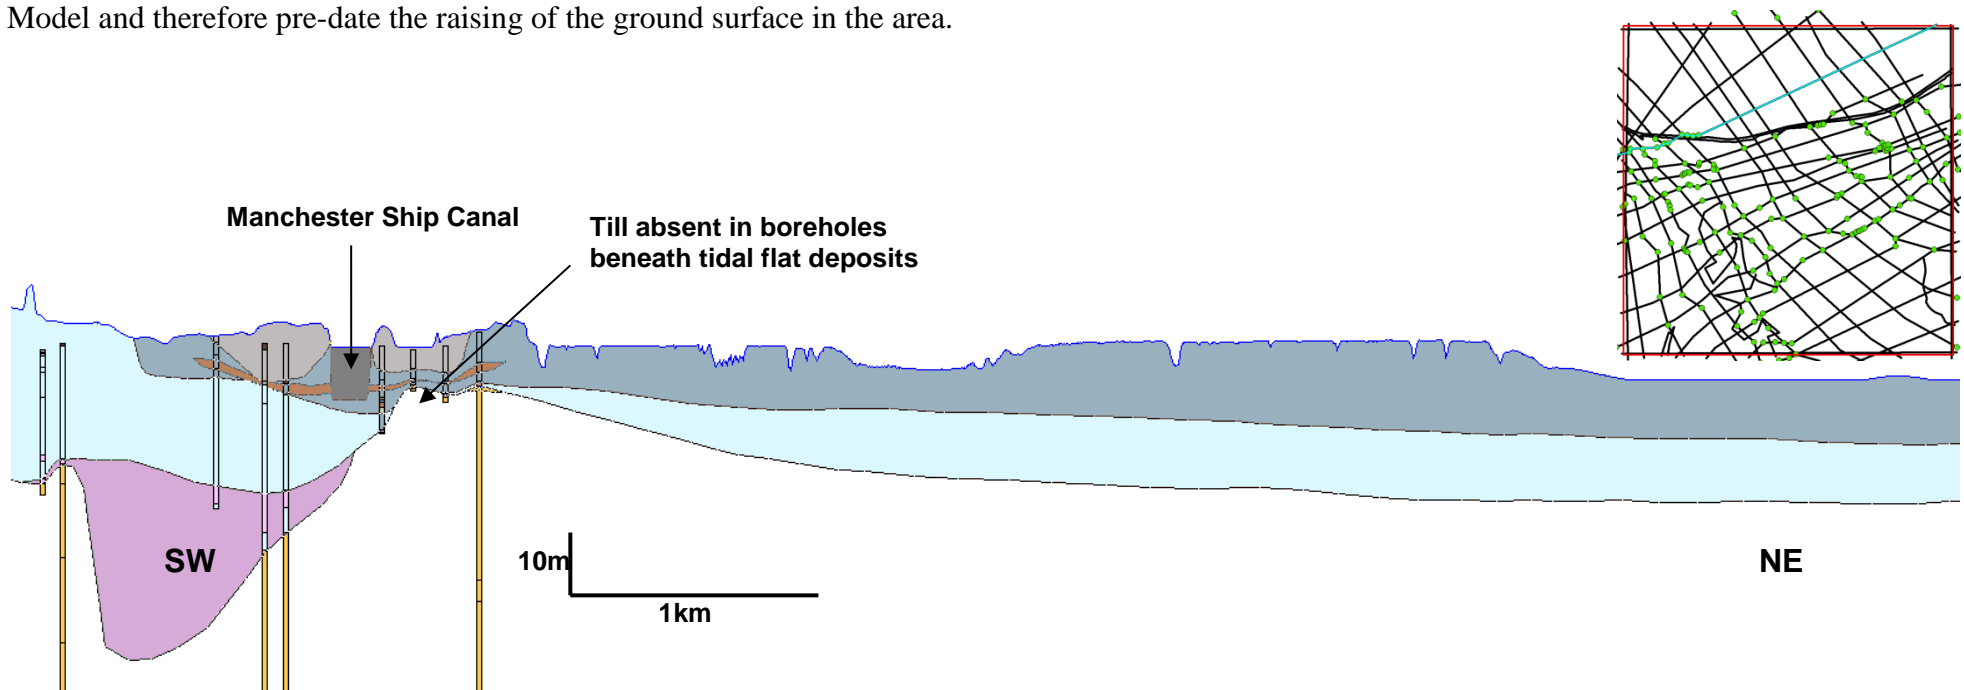 Model and therefore pre-date the raising of the ground surface in the area.
Manchester Ship Canal
Till absent in boreholes
beneath tidal flat deposits
SW
10m
1km
NE